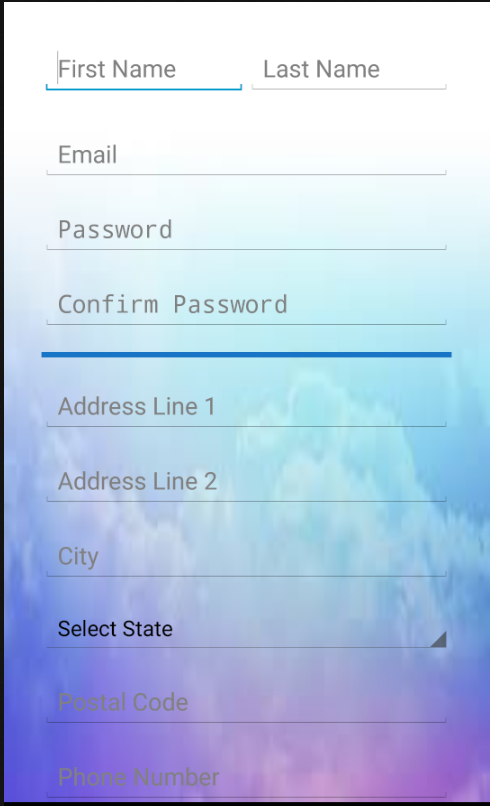 First Name Last Name
Email
Password
Confirm Password
Address Line 1
Address Line 2
City
Select State
Postal Code
Phone Number